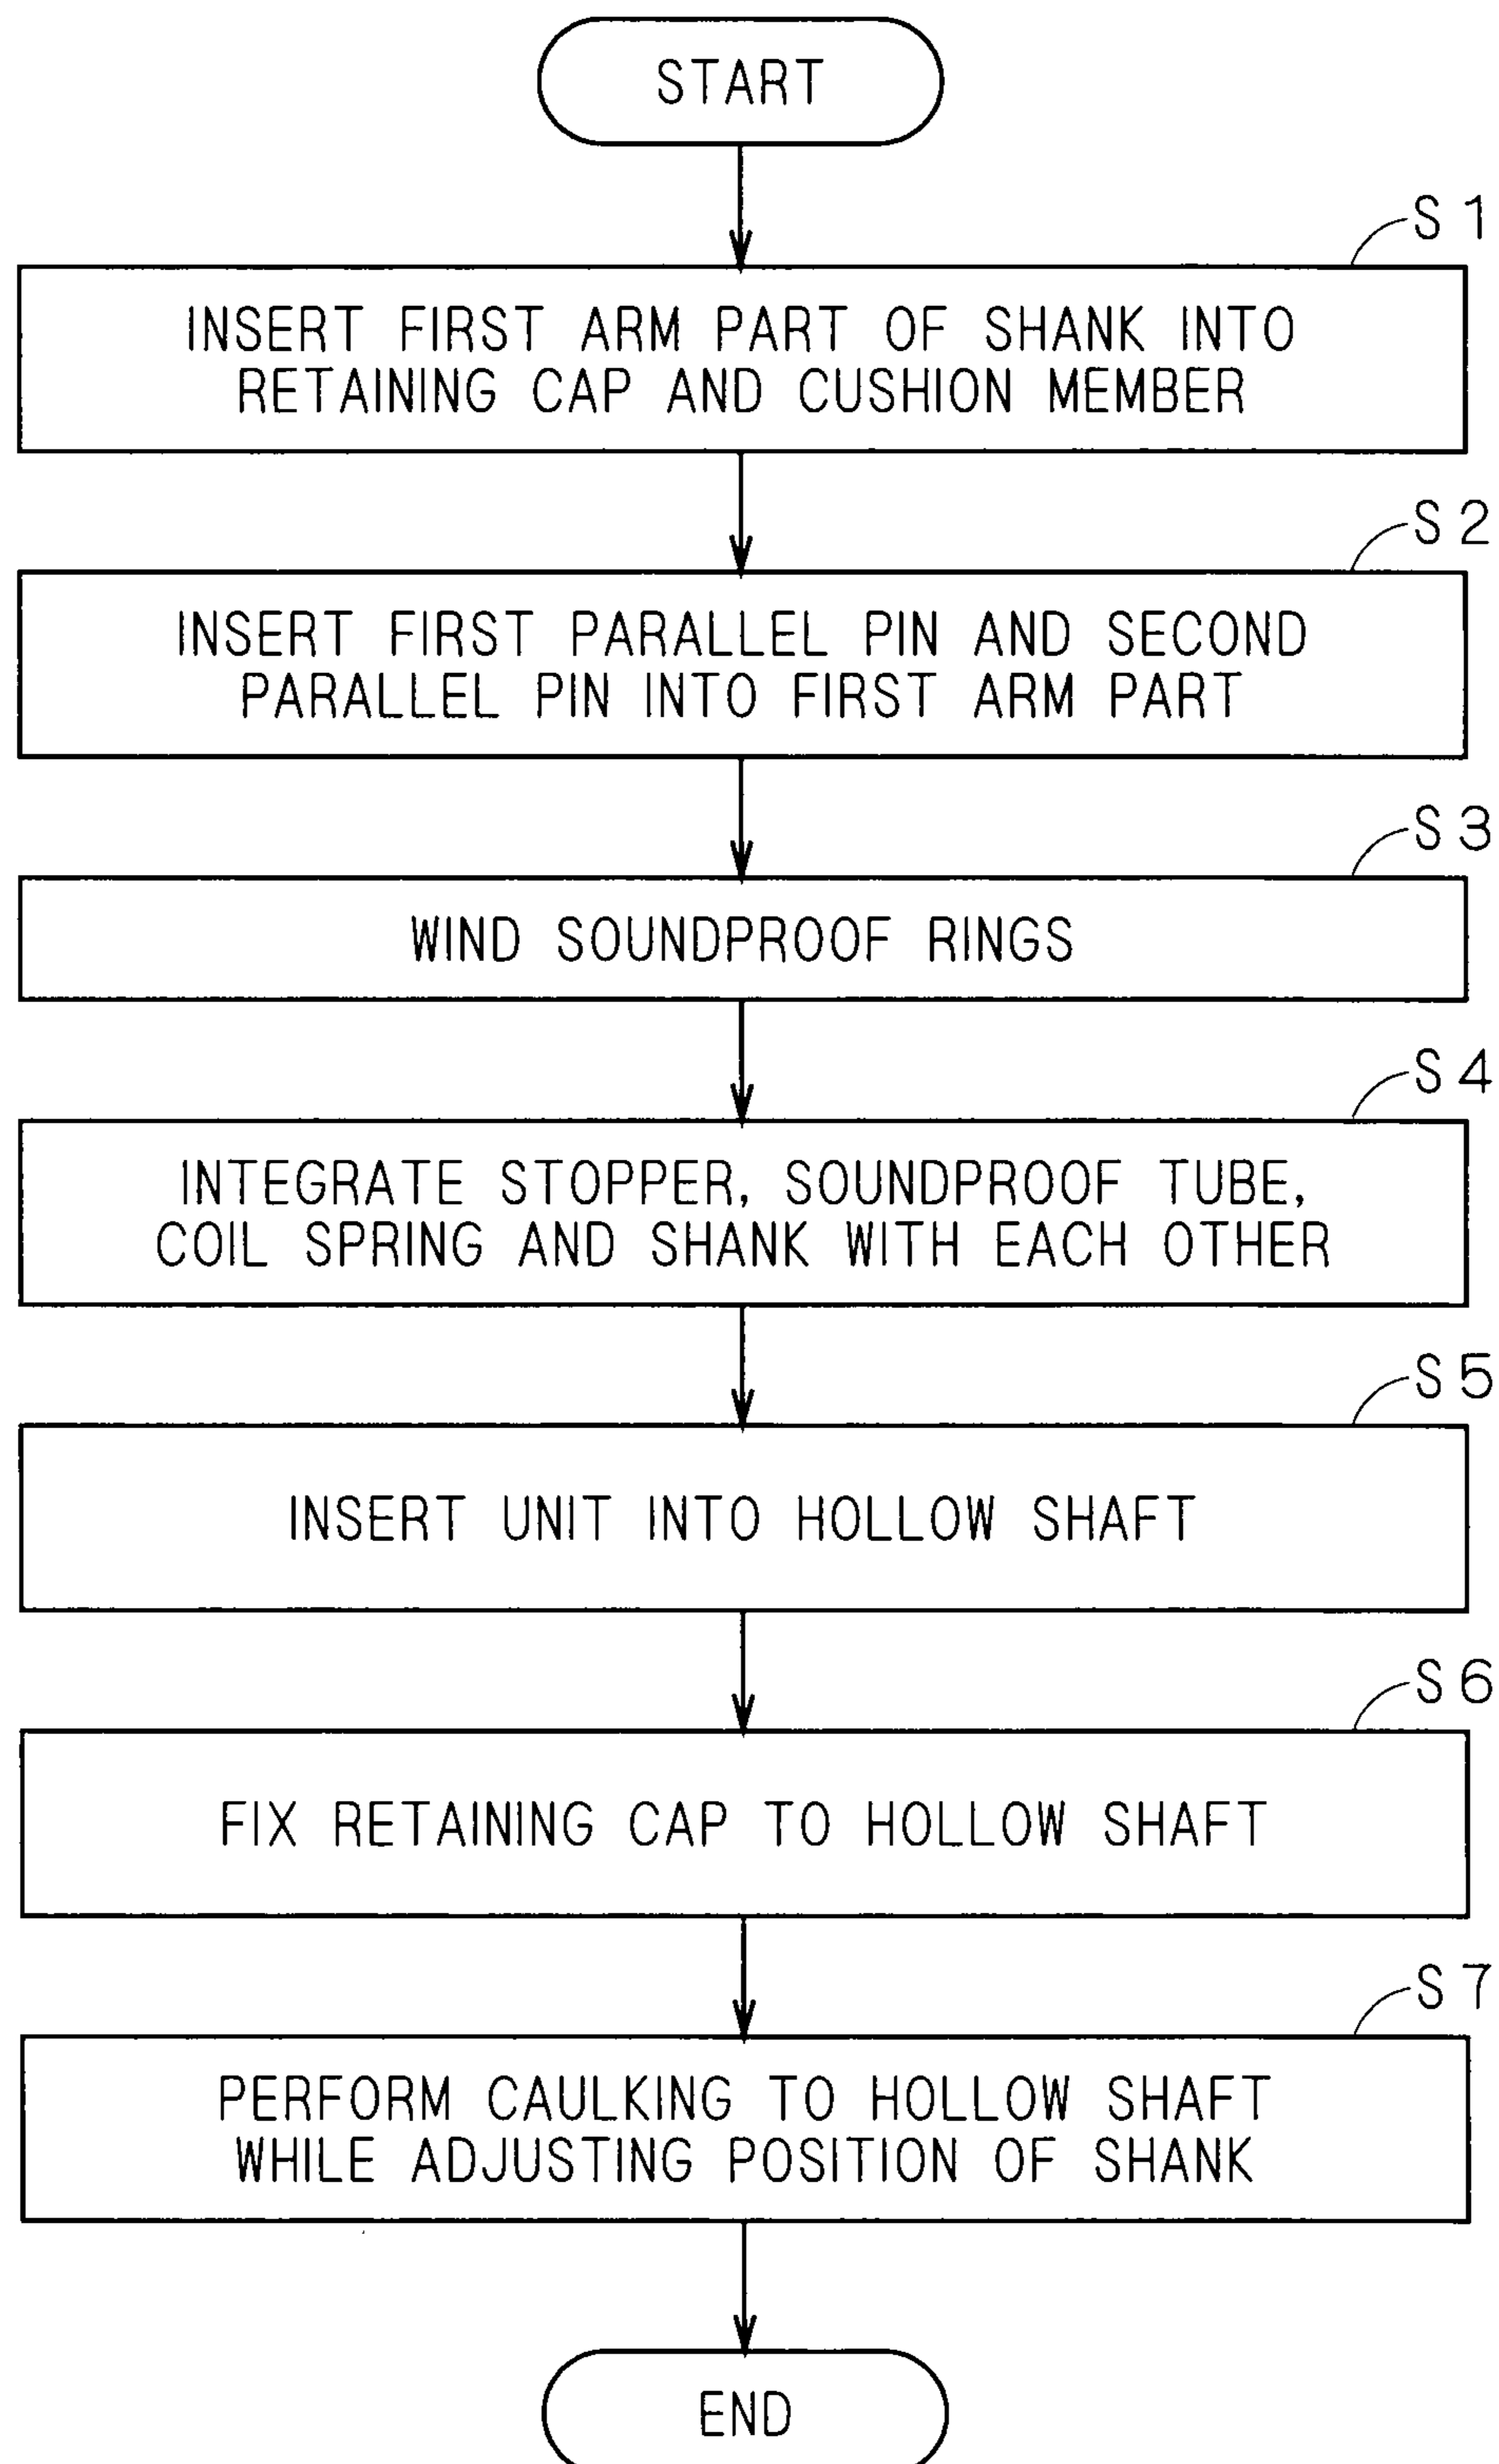 START
S1
INSERT FIRST ARM PART OF SHANK INTO
RETAINING CAP AND CUSHION MEMBER
S2
INSERT FIRST PARALLEL PIN AND SECOND
PARALLEL PIN INTO FIRST ARM PART
S3
WIND SOUNDPROOF RINGS
S4
INTEGRATE STOPPER, SOUNDPROOF TUBE,
COIL SPRING AND SHANK WITH EACH OTHER
S5
INSERT UNIT INTO HOLLOW SHAFT
S6
FIX RETAINING CAP TO HOLLOW SHAFT
S7
PERFORM CAULKING TO HOLLOW SHAFT
WHILE ADJUSTING POSITION OF SHANK
END